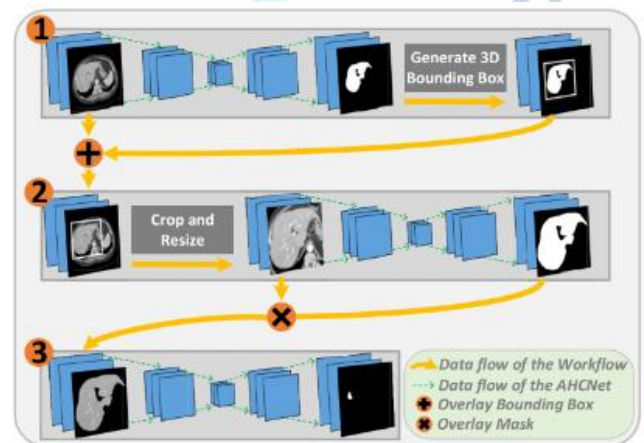 1
Generate 3D
Bounding Box
+
2
Crop and
Resize
×
3
Data flow of the Workflow
Data flow of the AHCNet
+ Overlay Bounding Box
× Overlay Mask